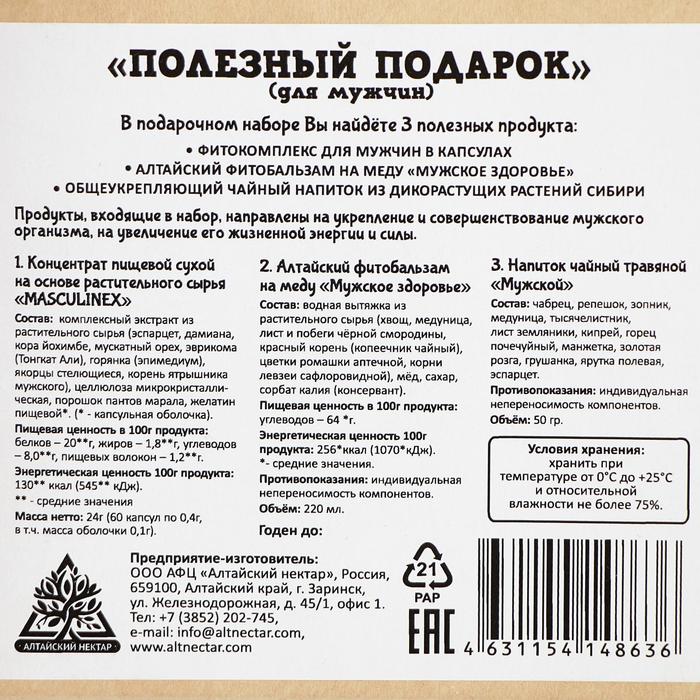 «ПОЛЕЗНЫЙ ПОДАРОК»
(для мужчин)
В подарочном наборе Вы найдёте 3 полезных продукта:
• ФИТОКОМПЛЕКС ДЛЯ МУЖЧИН В КАПСУЛАХ
• АЛТАЙСКИЙ ФИТОБАЛЬЗАМ НА МЕДУ «МУЖСКОЕ ЗДОРОВЬЕ»
• ОБЩЕУКРЕПЛЯЮЩИЙ ЧАЙНЫЙ НАПИТОК ИЗ ДИКОРАСТУЩИХ РАСТЕНИЙ СИБИРИ
Продукты, входящие в набор, направлены на укрепление и совершенствование мужского
организма, на увеличение его жизненной энергии и силы.
1. Концентрат пищевой сухой
на основе растительного сырья
«MASCULINEX»
Состав: комплексный экстракт из
растительного сырья (эспарцет, дамиана,
кора йохимбе, мускатный орех, эврикома
(Тонгкат Али), горянка (эпимедиум),
якорцы стелющиеся, корень ятрышника
мужского), целлюлоза микрокристалли-
ческая, порошок пантов марала, желатин
пищевой*. (* - капсульная оболочка).
Пищевая ценность в 100г продукта:
белков – 20**г, жиров – 1,8**г, углеводов
– 8,0**г, пищевых волокон – 1,2**г.
Энергетическая ценность 100г продукта:
130** ккал (545** кДж).
** - средние значения
Масса нетто: 24г (60 капсул по 0,4г,
в т.ч. масса оболочки 0,1г).
2. Алтайский фитобальзам
на меду «Мужское здоровье»
Состав: водная вытяжка из
растительного сырья (хвощ, медуница,
лист и побеги чёрной смородины,
красный корень (копеечник чайный),
цветки ромашки аптечной, корни
левзеи сафлоровидной), мёд, сахар,
сорбат калия (консервант).
Пищевая ценность в 100г продукта:
углеводов – 64 *г.
Энергетическая ценность 100г
продукта: 256*ккал (1070*кДж).
*- средние значения.
Противопоказания: индивидуальная
непереносимость компонентов.
Объём: 220 мл.
Годен до:
3. Напиток чайный травяной
«Мужской»
Состав: чабрец, репешок, зопник,
медуница, тысячелистник,
лист земляники, кипрей, горец
почечуйный, манжетка, золотая
розга, грушанка, ярутка полевая,
эспарцет.
Противопоказания: индивидуальная
непереносимость компонентов.
Объём: 50 гр.
Условия хранения:
хранить при
температуре от 0°С до +25°С
и относительной
влажности не более 75%.
АЛТАЙСКИЙ НЕКТАР
Предприятие-изготовитель:
ООО АФЦ «Алтайский нектар», Россия,
659100, Алтайский край, г. Заринск,
ул. Железнодорожная, д. 45/1, офис 1.
Тел: +7 (3852) 202-745,
e-mail: info@altnectar.com,
www.altnectar.com
21
PAP
EAC
4 631154 148636